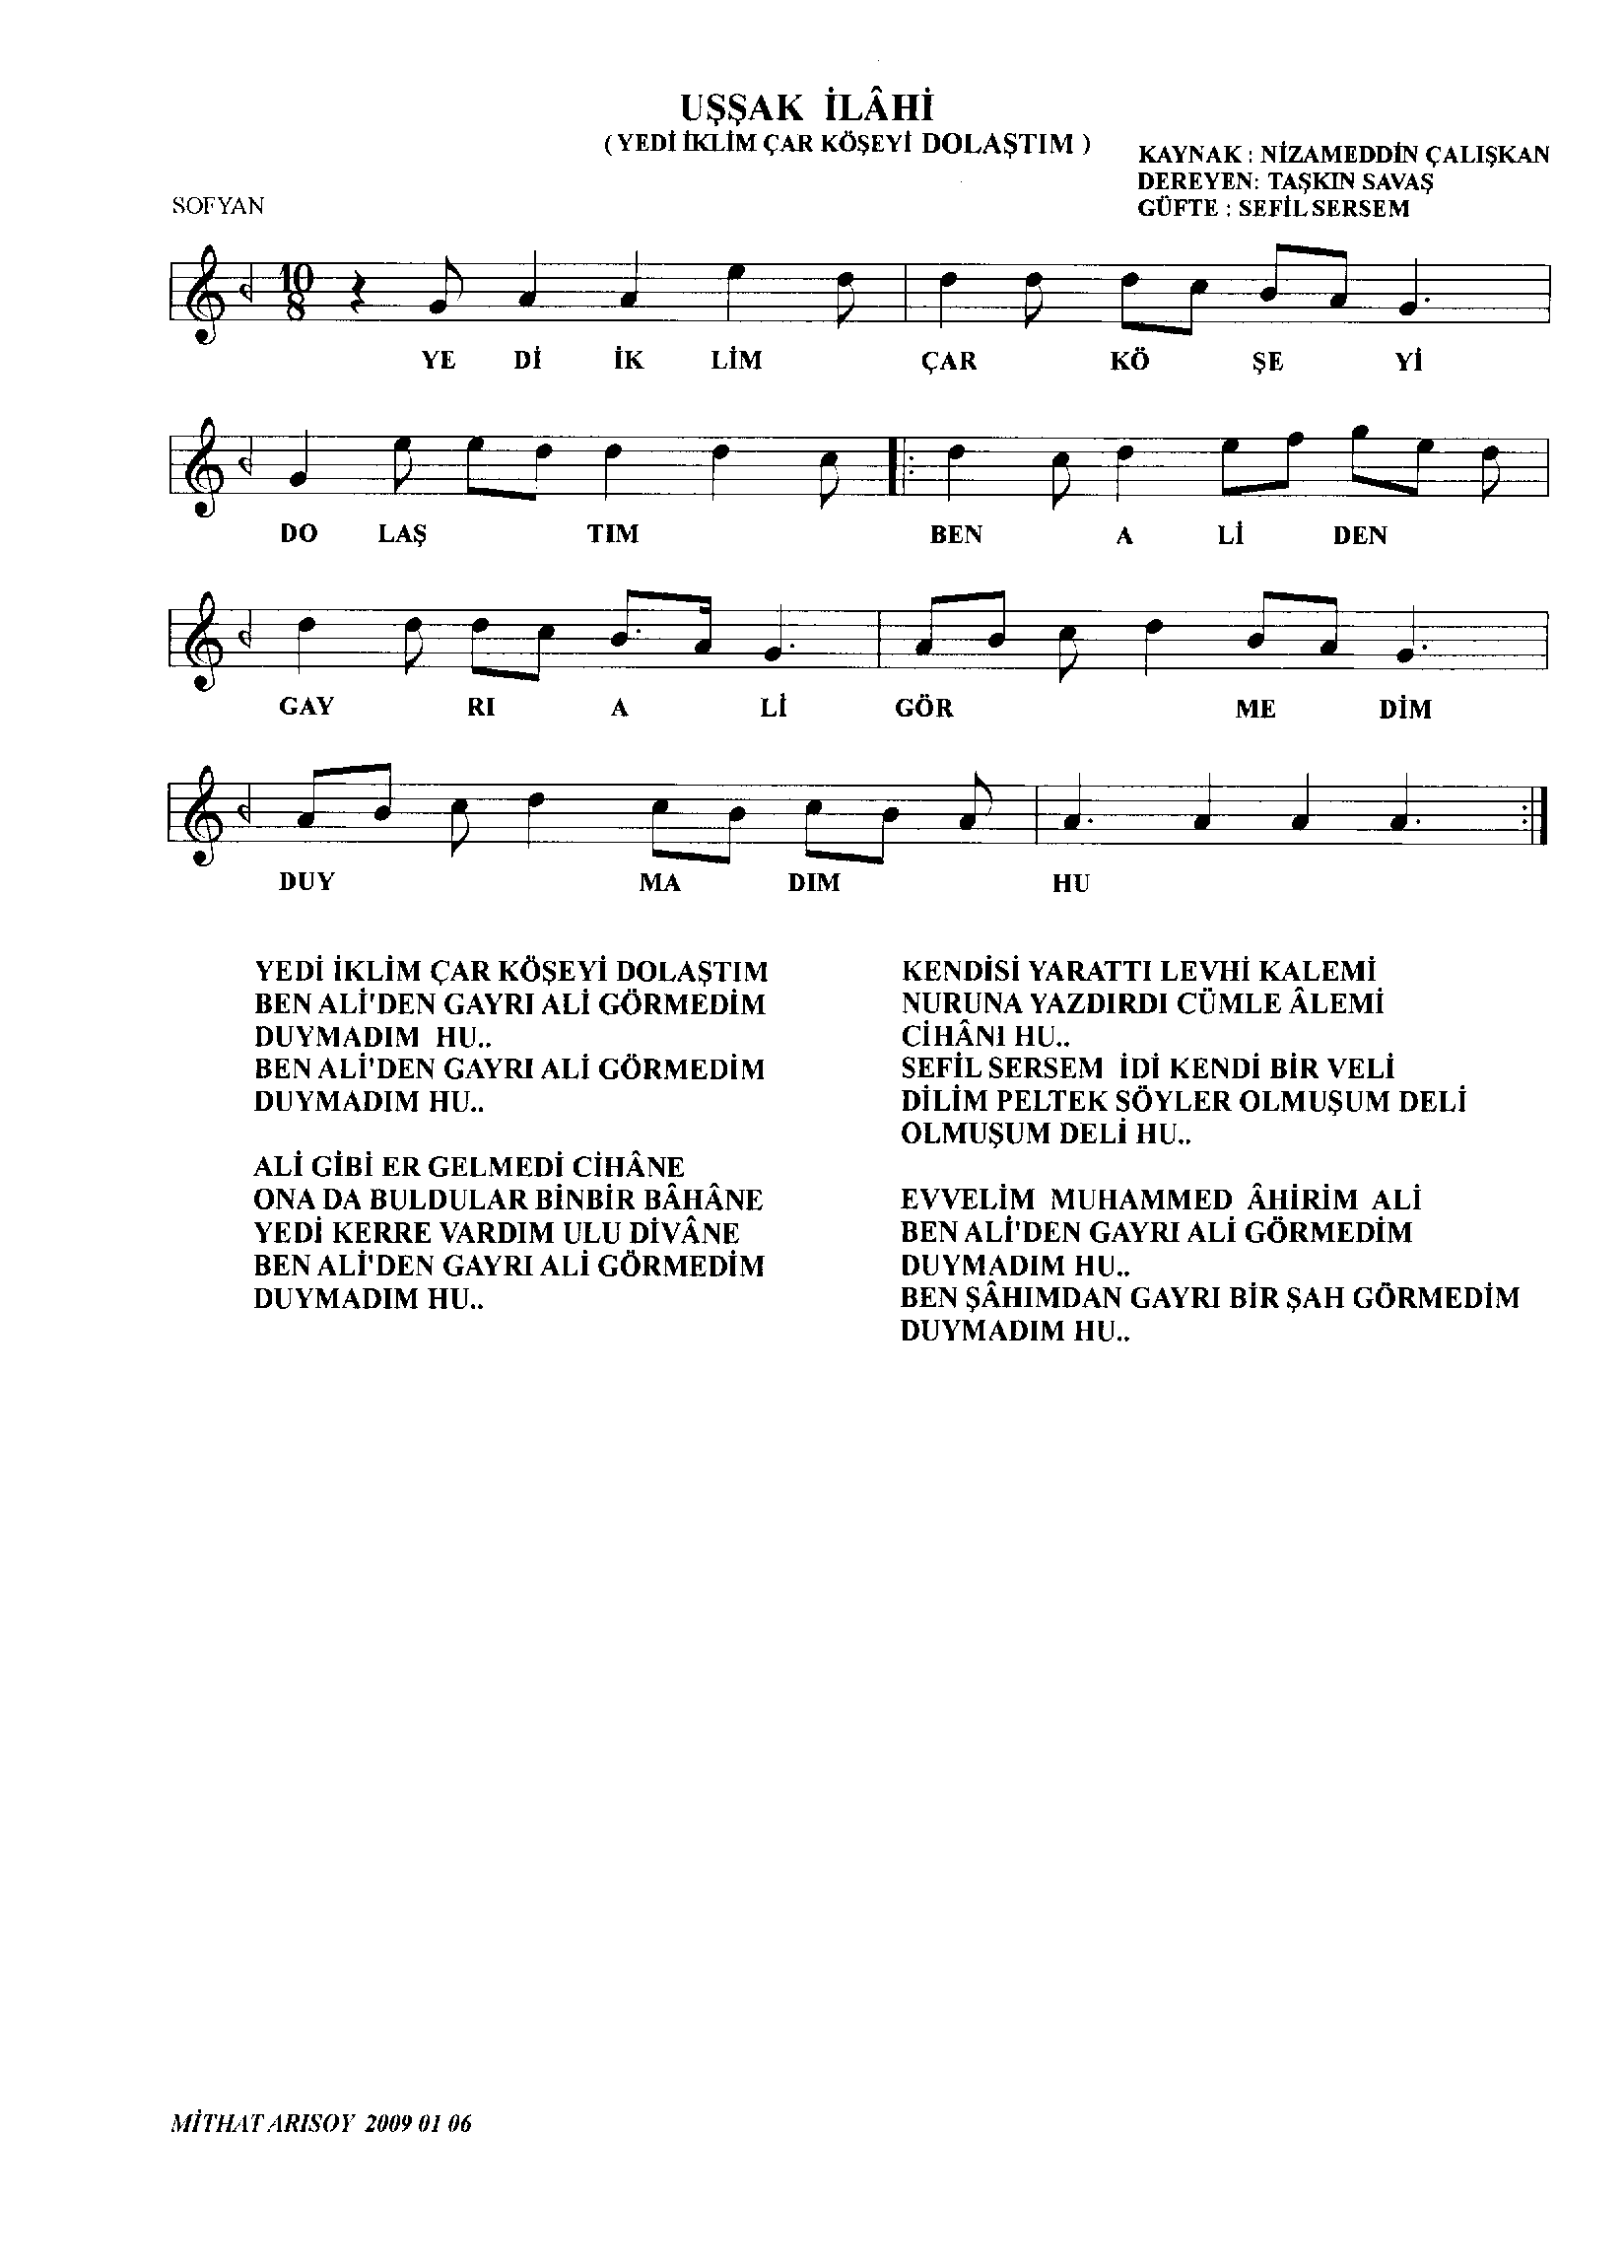 UŞŞAK İLÂHİ
( YEDİ İKLİM ÇAR KÖŞEYİ DOLAŞTIM )
KAYNAK : NİZAMEDDİN ÇALIŞKAN
DEREYEN: TAŞKIN SAVAŞ
GÜFTE : SEFİL SERSEM
SOFYAN
10
8
YE Dİ İK LİM ÇAR KÖ ŞE Yİ
DO LAŞ TIM BEN A Lİ DEN
GAY RI A Lİ GÖR ME DİM
DUY MA DIM HU
YEDİ İKLİM ÇAR KÖŞEYİ DOLAŞTIM
BEN ALİ'DEN GAYRI ALİ GÖRMEDİM
DUYMADIM HU..
BEN ALİ'DEN GAYRI ALİ GÖRMEDİM
DUYMADIM HU..
ALİ GİBİ ER GELMEDİ CİHÂNE
ONA DA BULDULAR BİNBİR BÂHÂNE
YEDİ KERRE VARDIM ULU DİVÂNE
BEN ALİ'DEN GAYRI ALİ GÖRMEDİM
DUYMADIM HU..
KENDİSİ YARATTI LEVHİ KALEMİ
NURUNA YAZDIRDI CÜMLE ÂLEMİ
CİHÂNI HU..
SEFİL SERSEM İDİ KENDİ BİR VELİ
DİLİM PELTEK SÖYLER OLMUŞUM DELİ
OLMUŞUM DELİ HU..
EVVELİM MUHAMMED ÂHİRİM ALİ
BEN ALİ'DEN GAYRI ALİ GÖRMEDİM
DUYMADIM HU..
BEN ŞÂHIMDAN GAYRI BİR ŞAH GÖRMEDİM
DUYMADIM HU..
MİTHAT ARISOY 2009 01 06